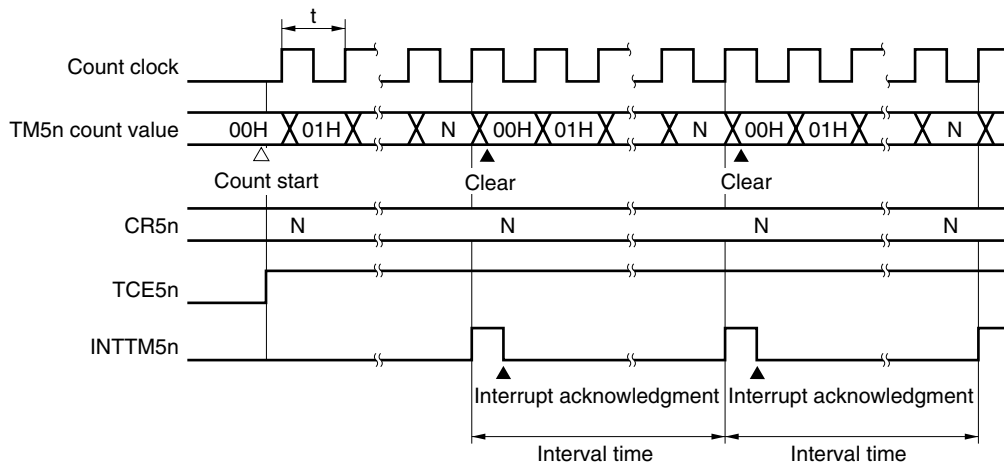 t
Count clock
TM5n count value 00H 01H N 00H 01H N 00H 01H N
Count start Clear Clear
CR5n N N N N
TCE5n
INTTM5n
Interrupt acknowledgment Interrupt acknowledgment
Interval time Interval time